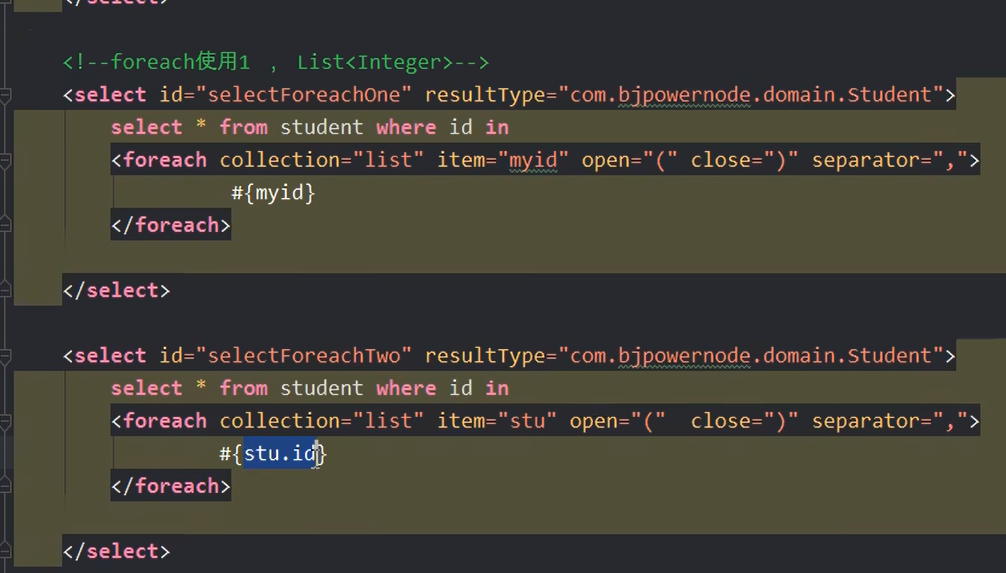 </select>
<!--foreach使用1 , List<Integer>-->
<select id="selectForeachOne" resultType="com.bjpowernode.domain.Student">
select * from student where id in
<foreach collection="list" item="myid" open="(" close=")" separator=",">
#{myid}
</foreach>
</select>
<select id="selectForeachTwo" resultType="com.bjpowernode.domain.Student">
select * from student where id in
<foreach collection="list" item="stu" open="(" close=")" separator=",">
#{stu.id}
</foreach>
</select>